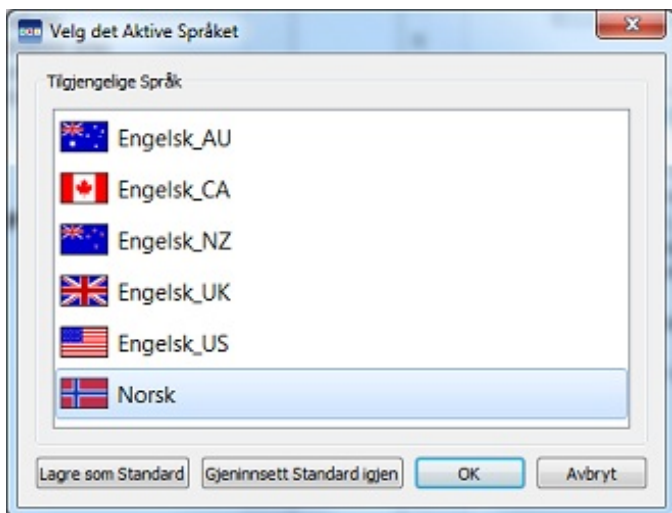 Velg det Aktive Språket
Tilgjengelige Språk
Engelsk_AU
Engelsk_CA
Engelsk_NZ
Engelsk_UK
Engelsk_US
Norsk
Lagre som Standard Gjeninnsett Standard igjen OK Avbryt